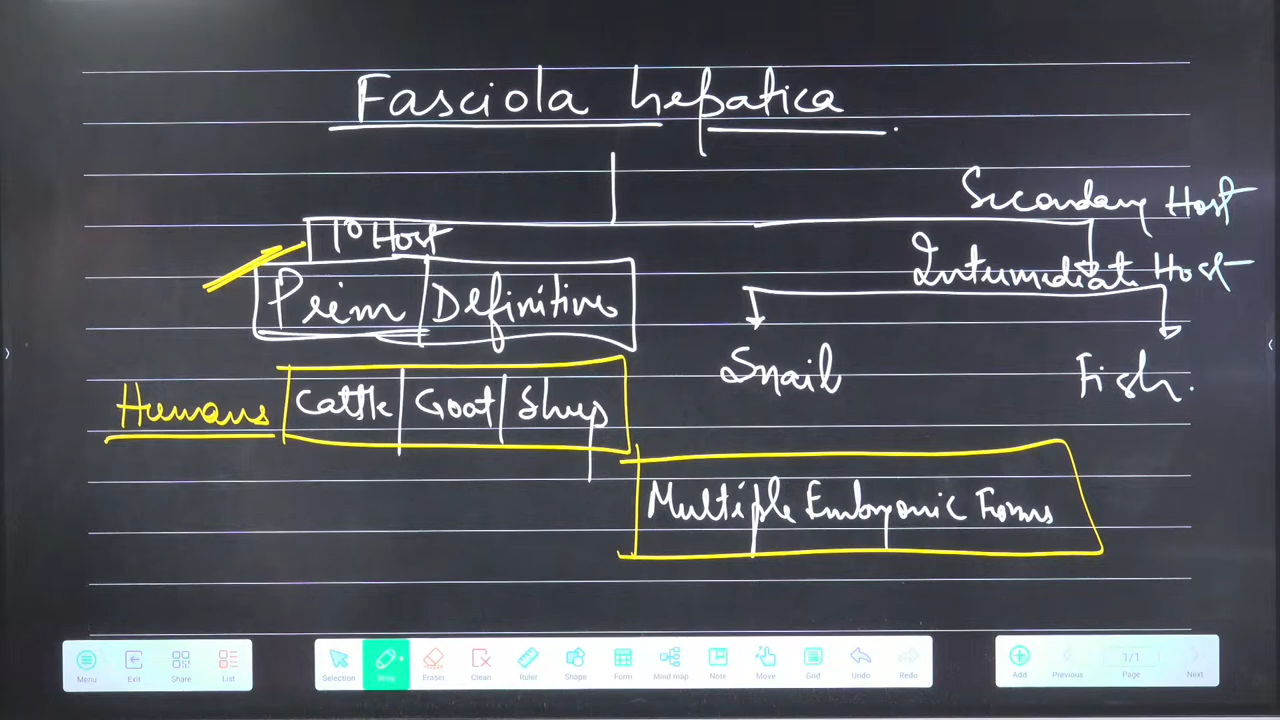 Fasciola hepatica
Secondary Host
1° Host
Intermediate Host
Prim Definitive
Snail Fish.
Humans Cattle Goat Sheep
Multiple Embryonic Forms
Menu Exit Share List Selection Write Eraser Clean Ruler Shape Form Mind map Note Move Grid Undo Redo Add Previous 1/1 Page Next